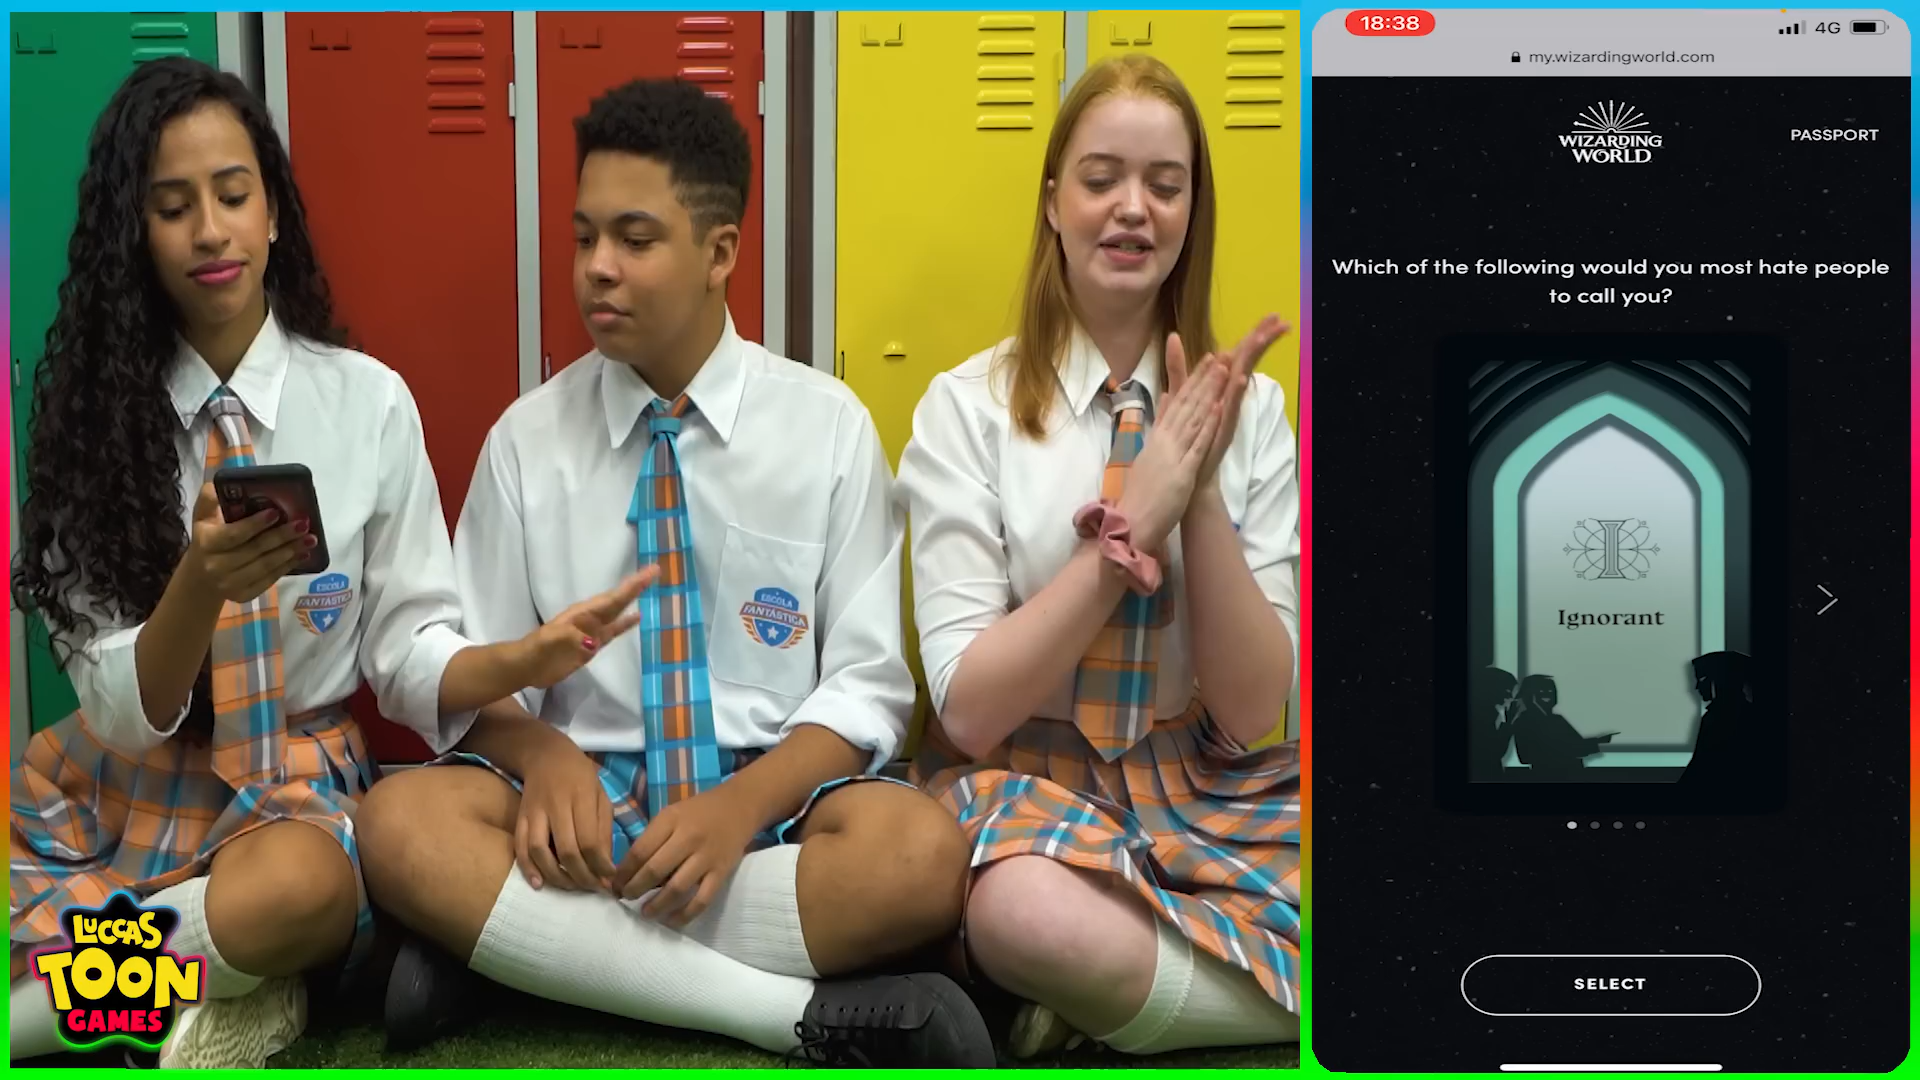 ESCOLA
FANTÁSTICA
ESCOLA
FANTÁSTICA
LUCCAS
TOON
GAMES
18:38
4G
my.wizardingworld.com
WIZARDING
WORLD
PASSPORT
Which of the following would you most hate people
to call you?
I
Ignorant
SELECT